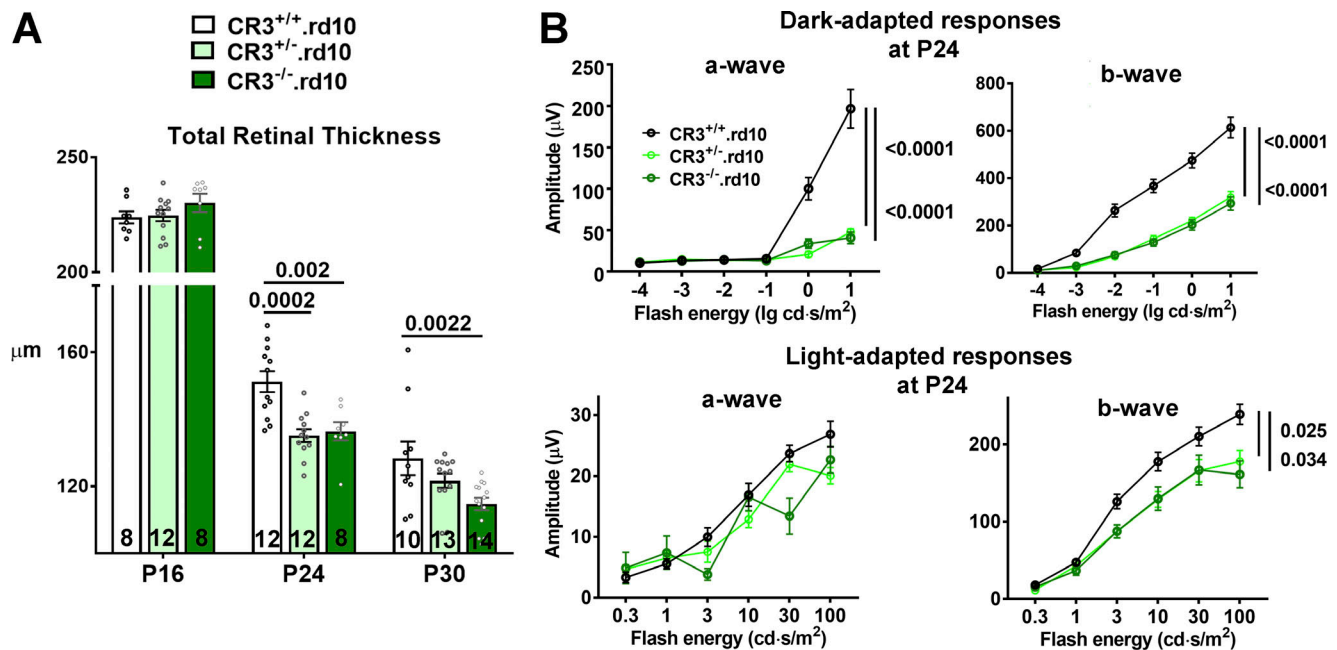 A
CR3+/+.rd10
CR3+/-.rd10
CR3-/-.rd10
Total Retinal Thickness
250
200
160
120
μm
0.002
0.0002
0.0022
8
12
8
12
12
8
10
13
14
P16
P24
P30
B
Dark-adapted responses
at P24
a-wave
Amplitude (μV)
250
200
150
100
50
0
CR3+/+.rd10
CR3+/-.rd10
CR3-/-.rd10
<0.0001
<0.0001
-4
-3
-2
-1
0
1
Flash energy (lg cd·s/m²)
b-wave
800
600
400
200
0
<0.0001
<0.0001
-4
-3
-2
-1
0
1
Flash energy (lg cd·s/m²)
Light-adapted responses
at P24
a-wave
Amplitude (μV)
30
20
10
0
0.3
1
3
10
30
100
Flash energy (cd·s/m²)
b-wave
200
100
0
0.025
0.034
0.3
1
3
10
30
100
Flash energy (cd·s/m²)